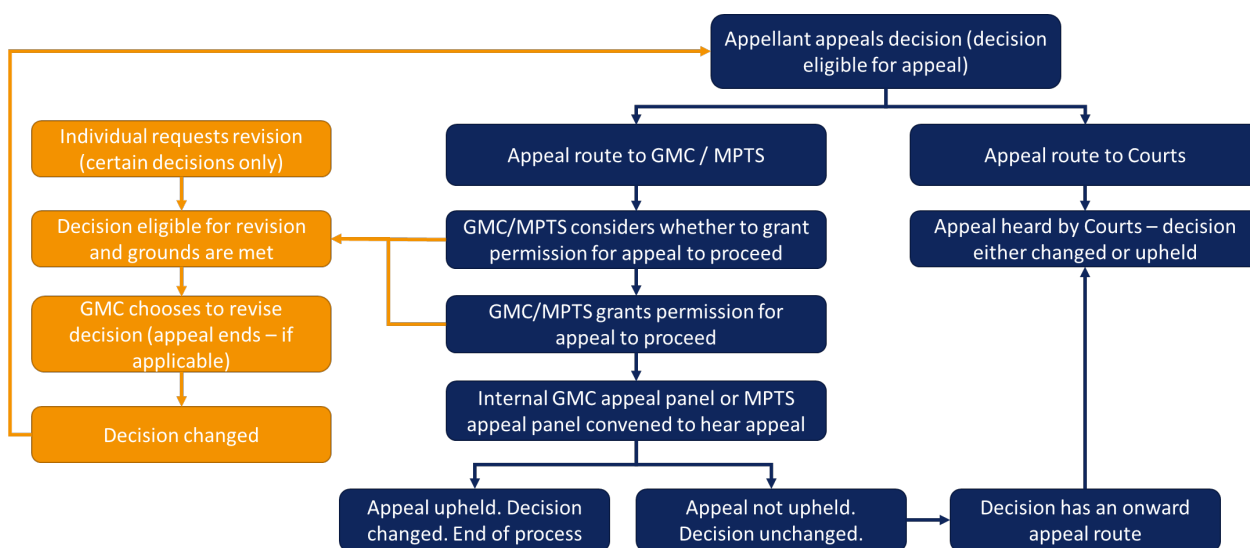 Appellant appeals decision (decision
eligible for appeal)
Individual requests revision
(certain decisions only)
Appeal route to GMC / MPTS
Appeal route to Courts
Decision eligible for revision
and grounds are met
GMC/MPTS considers whether to grant
permission for appeal to proceed
Appeal heard by Courts – decision
either changed or upheld
GMC chooses to revise
decision (appeal ends – if
applicable)
GMC/MPTS grants permission for
appeal to proceed
Decision changed
Internal GMC appeal panel or MPTS
appeal panel convened to hear appeal
Appeal upheld. Decision
changed. End of process
Appeal not upheld.
Decision unchanged.
Decision has an onward
appeal route